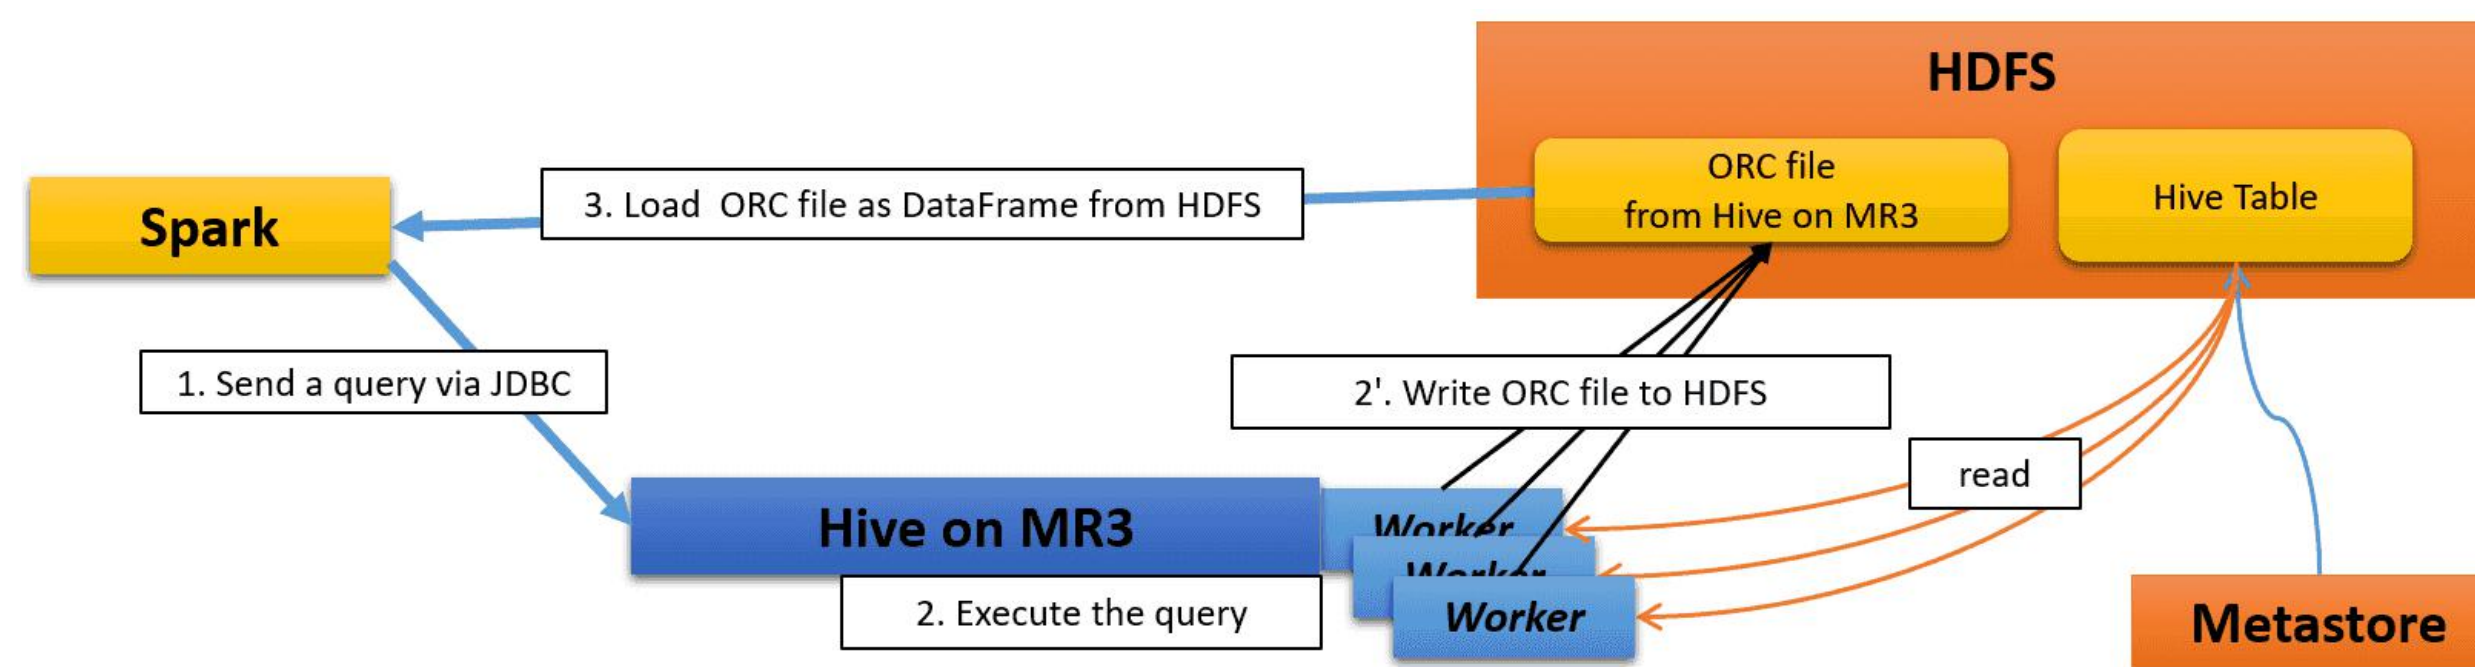 HDFS
ORC file
from Hive on MR3
Hive Table
3. Load  ORC file as DataFrame from HDFS
Spark
1. Send a query via JDBC
2'. Write ORC file to HDFS
read
Hive on MR3
Worker
Worker
Worker
2. Execute the query
Metastore